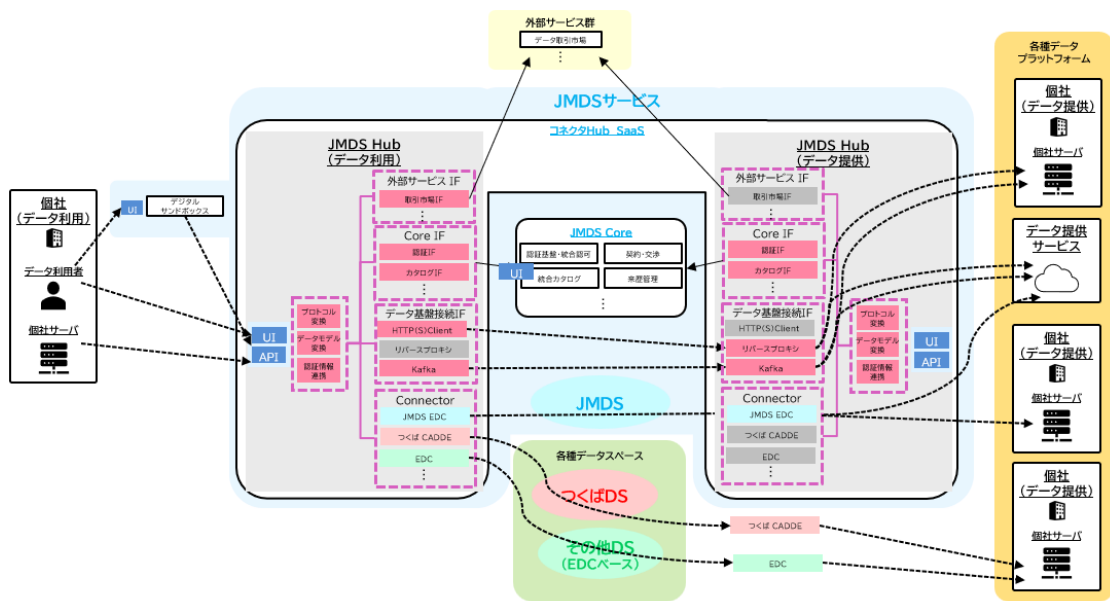 外部サービス群
データ取引市場
⋮
各種データ
プラットフォーム
JMDSサービス
コネクタHub SaaS
個社
(データ利用)
データ利用者
個社サーバ
UI
デジタル
サンドボックス
UI
API
JMDS Hub
(データ利用)
プロトコル
変換
データモデル
変換
認証情報
連携
外部サービス IF
取引市場IF
⋮
Core IF
認証IF
カタログIF
⋮
データ基盤接続IF
HTTP(S)Client
リバースプロキシ
Kafka
Connector
JMDS EDC
つくば CADDE
EDC
⋮
JMDS Core
認証基盤・統合認可
契約・交渉
UI
統合カタログ
来歴管理
⋮
JMDS
各種データスペース
つくばDS
その他DS
(EDCベース)
JMDS Hub
(データ提供)
外部サービス IF
取引市場IF
⋮
Core IF
認証IF
カタログIF
⋮
データ基盤接続IF
HTTP(S)Client
リバースプロキシ
Kafka
Connector
JMDS EDC
つくば CADDE
EDC
⋮
プロトコル
変換
データモデル
変換
認証情報
連携
UI
API
つくば CADDE
EDC
個社
(データ提供)
個社サーバ
データ提供
サービス
個社
(データ提供)
個社サーバ
個社
(データ提供)
個社サーバ